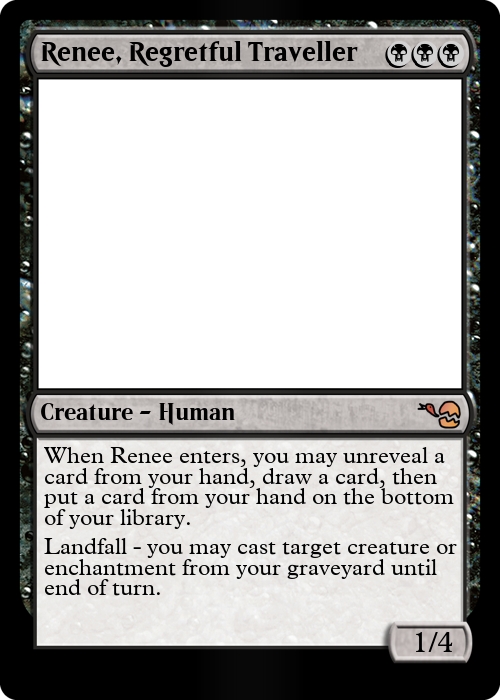 Renee, Regretful Traveller
Creature – Human
When Renee enters, you may unreveal a
card from your hand, draw a card, then
put a card from your hand on the bottom
of your library.
Landfall - you may cast target creature or
enchantment from your graveyard until
end of turn.
1/4